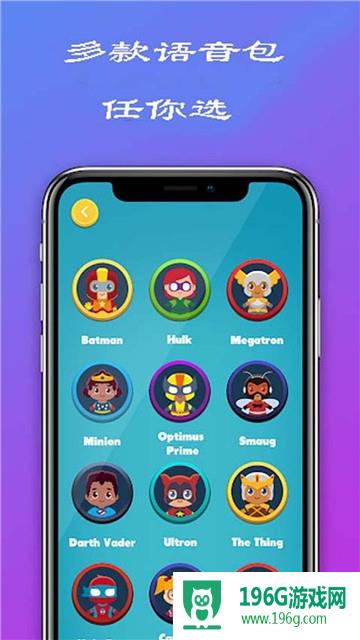 多款语音包
任你选
Batman
Hulk
Megatron
Minion
Optimus
Prime
Smaug
Darth Vader
Ultron
The Thing
196G游戏网
www.196g.com